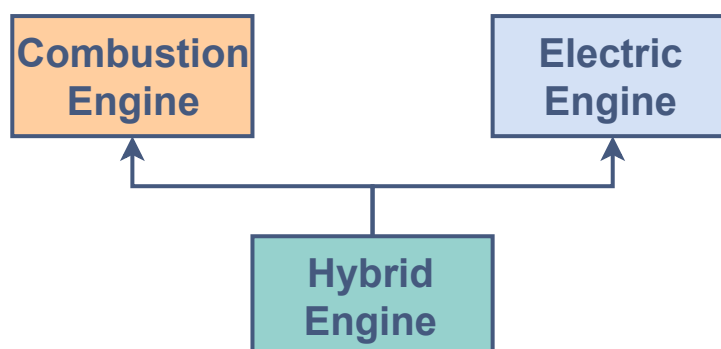 Combustion
Engine
Electric
Engine
Hybrid
Engine